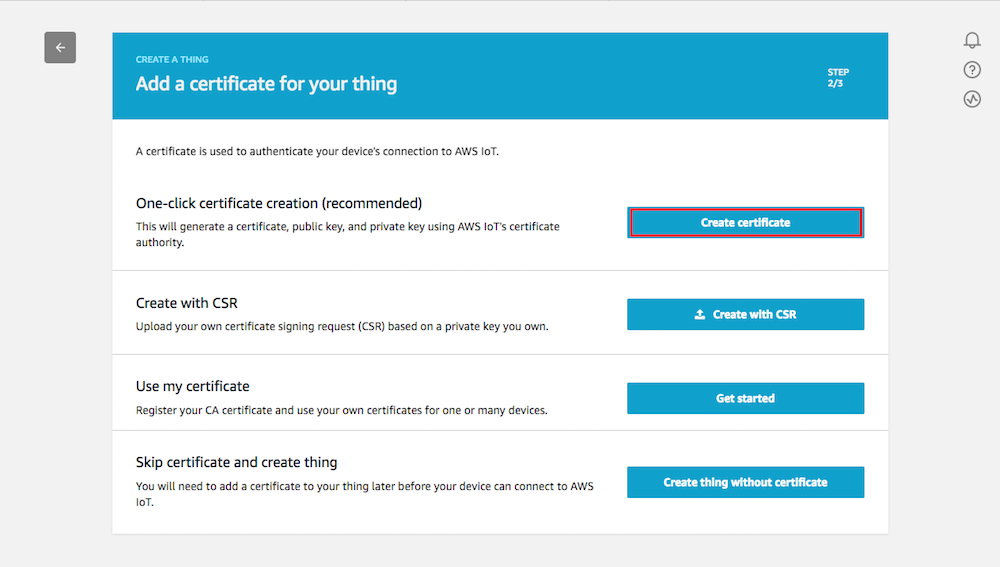 CREATE A THING
Add a certificate for your thing
STEP
2/3
A certificate is used to authenticate your device's connection to AWS IoT.
One-click certificate creation (recommended)
This will generate a certificate, public key, and private key using AWS IoT's certificate
authority.
Create certificate
Create with CSR
Upload your own certificate signing request (CSR) based on a private key you own.
Create with CSR
Use my certificate
Register your CA certificate and use your own certificates for one or many devices.
Get started
Skip certificate and create thing
You will need to add a certificate to your thing later before your device can connect to AWS
IoT.
Create thing without certificate